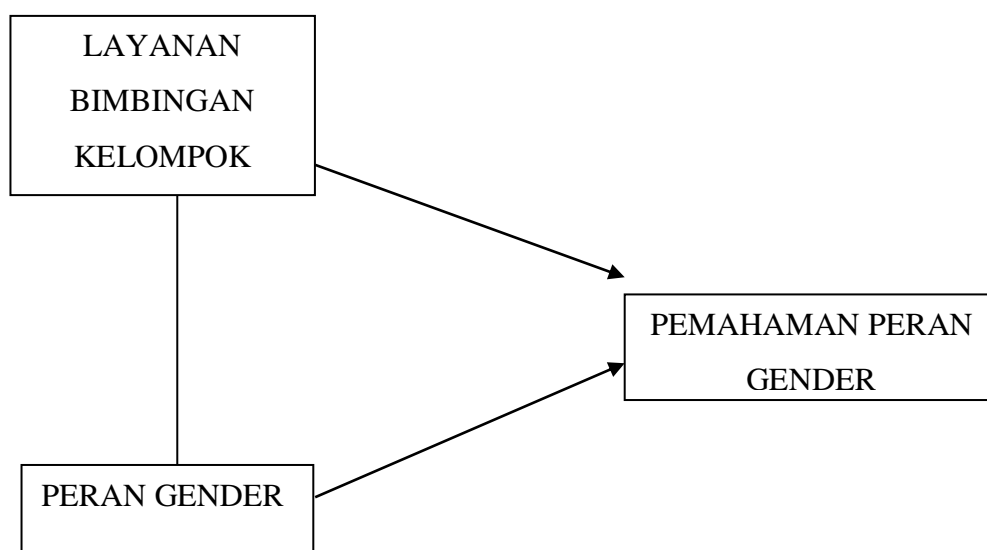 LAYANAN
BIMBINGAN
KELOMPOK
PEMAHAMAN PERAN
GENDER
PERAN GENDER